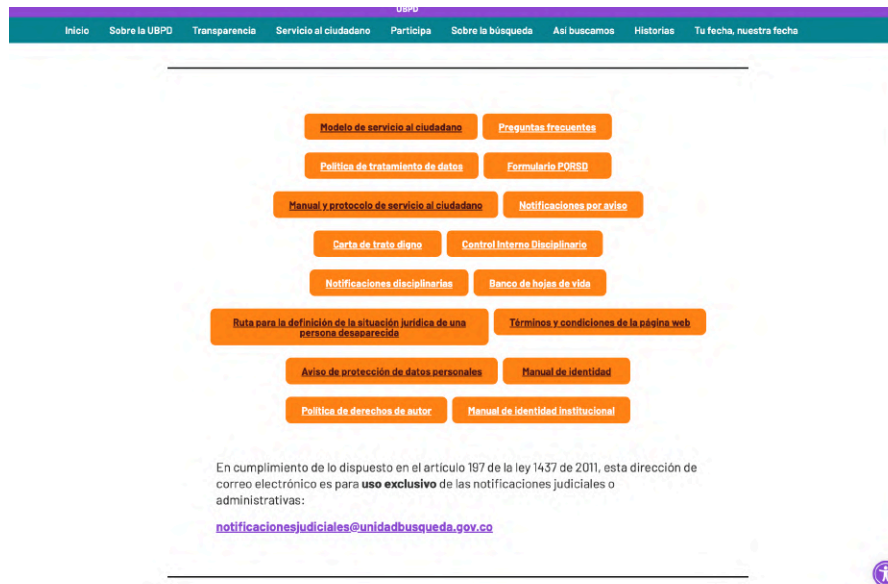 UBPD
Inicio Sobre la UBPD Transparencia Servicio al ciudadano Participa Sobre la búsqueda Así buscamos Historias Tu fecha, nuestra fecha
Modelo de servicio al ciudadano Preguntas frecuentes
Política de tratamiento de datos Formulario PQRSD
Manual y protocolo de servicio al ciudadano Notificaciones por aviso
Carta de trato digno Control Interno Disciplinario
Notificaciones disciplinarias Banco de hojas de vida
Ruta para la definición de la situación jurídica de una
persona desaparecida
Términos y condiciones de la página web
Aviso de protección de datos personales Manual de identidad
Política de derechos de autor Manual de identidad institucional
En cumplimiento de lo dispuesto en el artículo 197 de la ley 1437 de 2011, esta dirección de
correo electrónico es para uso exclusivo de las notificaciones judiciales o
administrativas:
notificacionesjudiciales@unidadbusqueda.gov.co